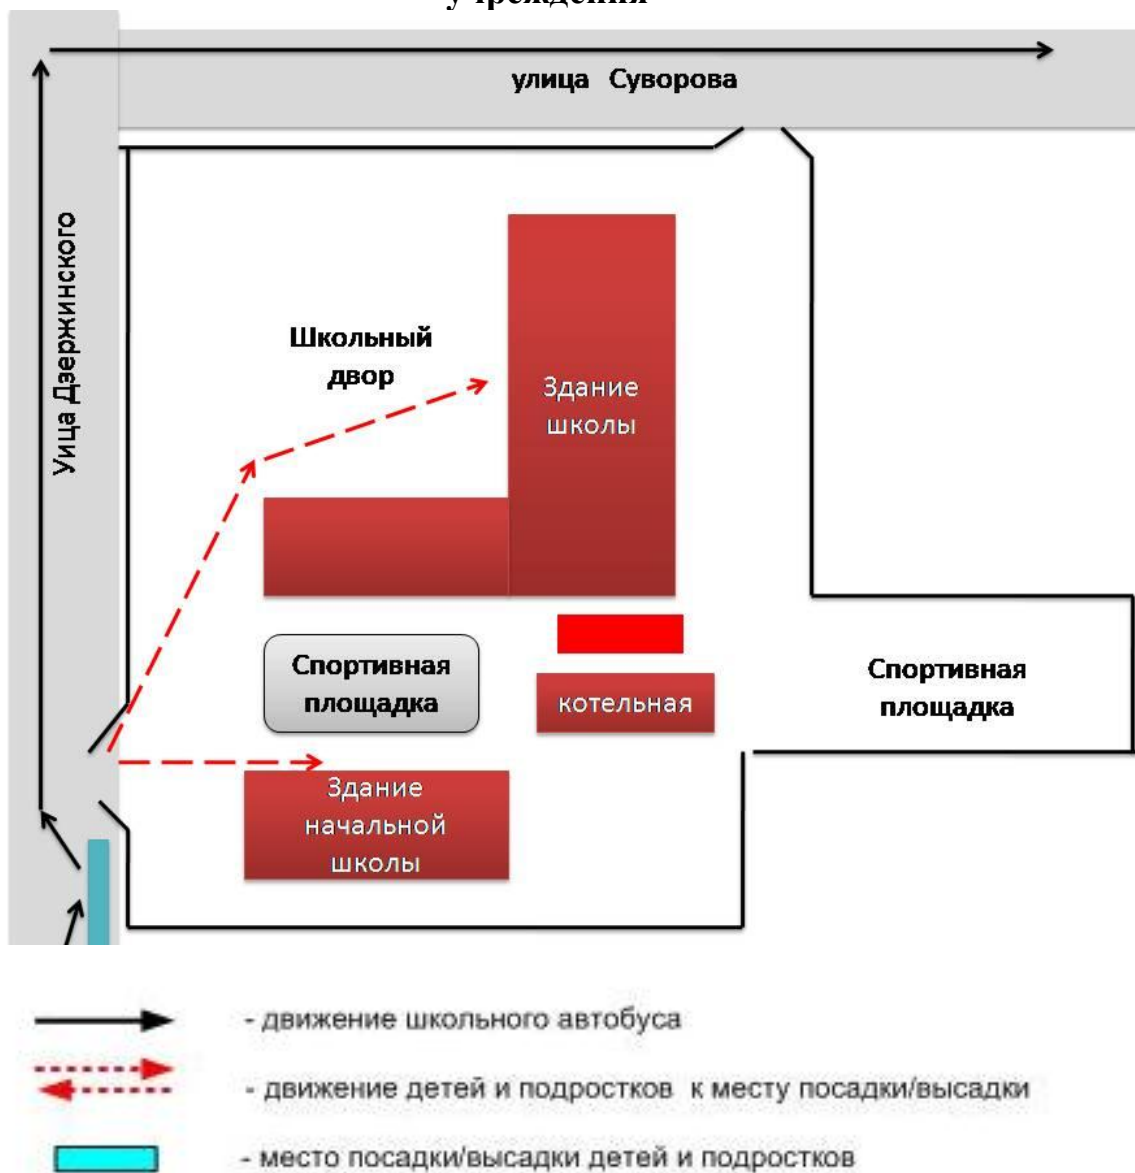 учреждения
улица Суворова
Уица Дзержинского
Школьный
двор
Здание
школы
Спортивная
площадка
котельная
Спортивная
площадка
Здание
начальной
школы
- движение школьного автобуса
- движение детей и подростков к месту посадки/высадки
- место посадки/высадки детей и подростков